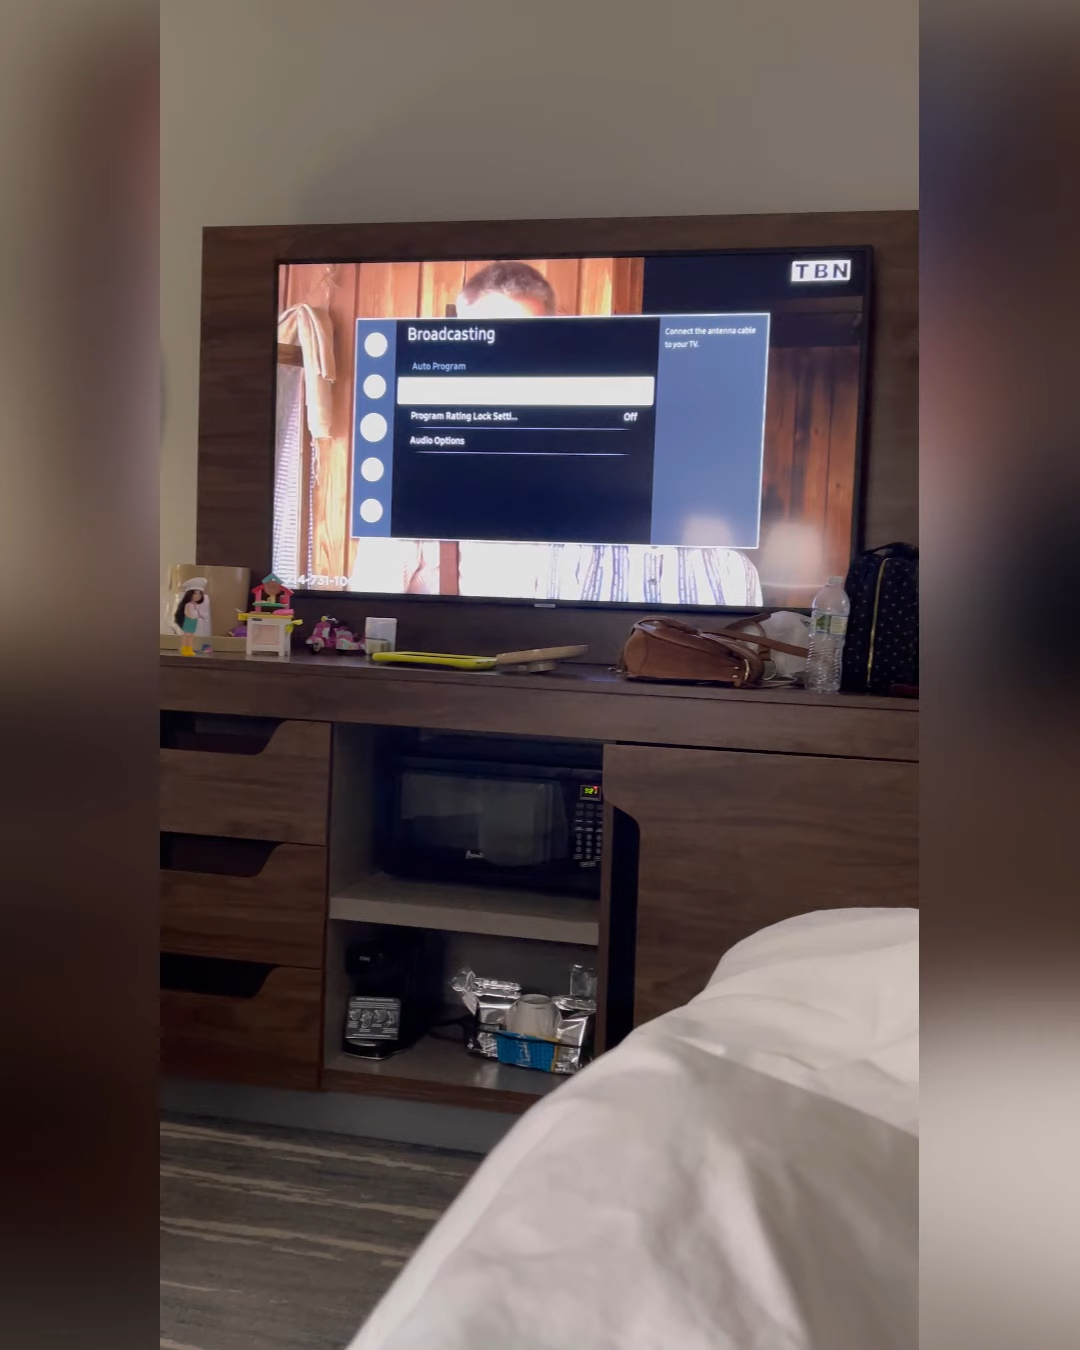 TBN
Broadcasting
Connect the antenna cable
to your TV.
Auto Program
Program Rating Lock Setti...
Off
Audio Options